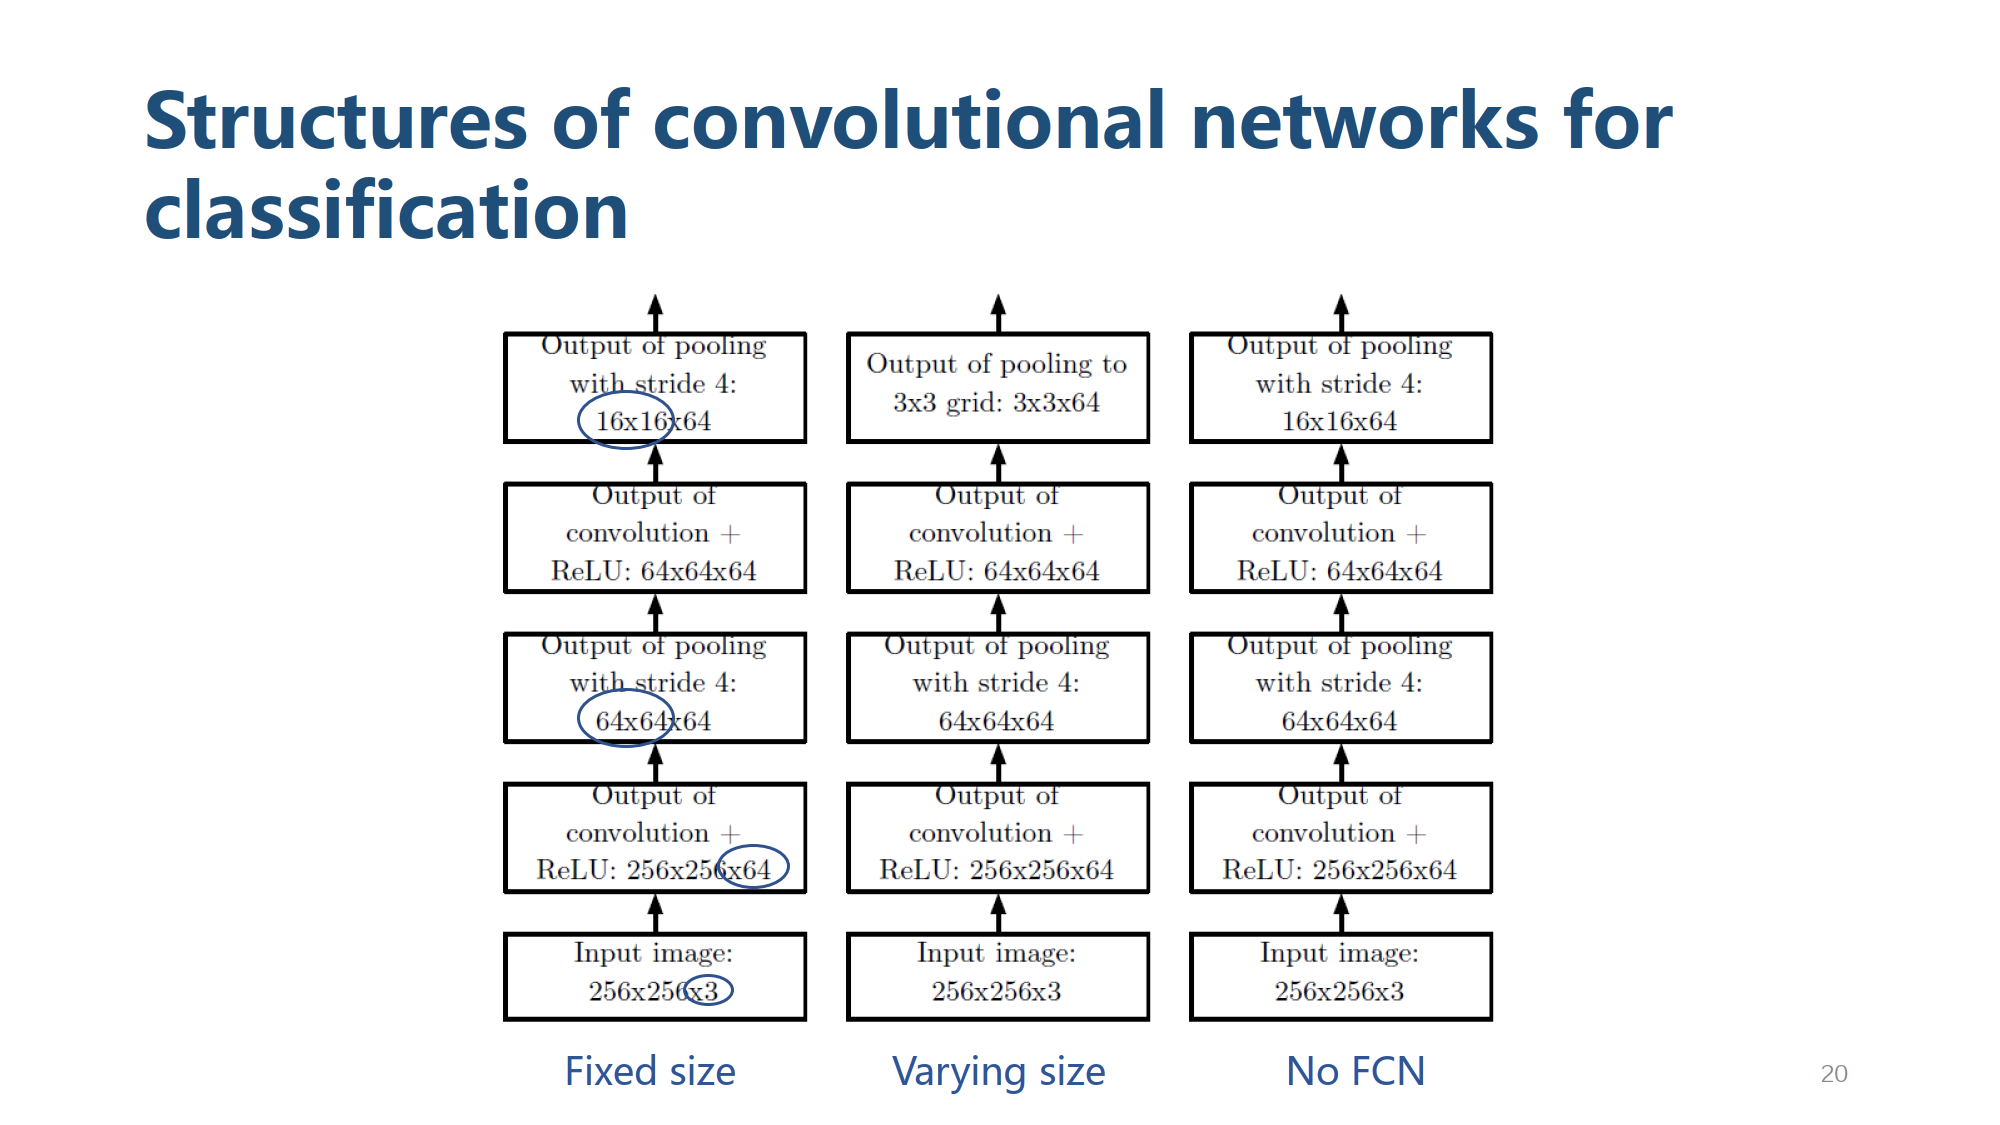 Structures of convolutional networks for
classification
Output of pooling
with stride 4:
16x16x64
Output of
convolution +
ReLU: 64x64x64
Output of pooling
with stride 4:
64x64x64
Output of
convolution +
ReLU: 256x256x64
Input image:
256x256x3
Fixed size
Output of pooling to
3x3 grid: 3x3x64
Output of
convolution +
ReLU: 64x64x64
Output of pooling
with stride 4:
64x64x64
Output of
convolution +
ReLU: 256x256x64
Input image:
256x256x3
Varying size
Output of pooling
with stride 4:
16x16x64
Output of
convolution +
ReLU: 64x64x64
Output of pooling
with stride 4:
64x64x64
Output of
convolution +
ReLU: 256x256x64
Input image:
256x256x3
No FCN
20